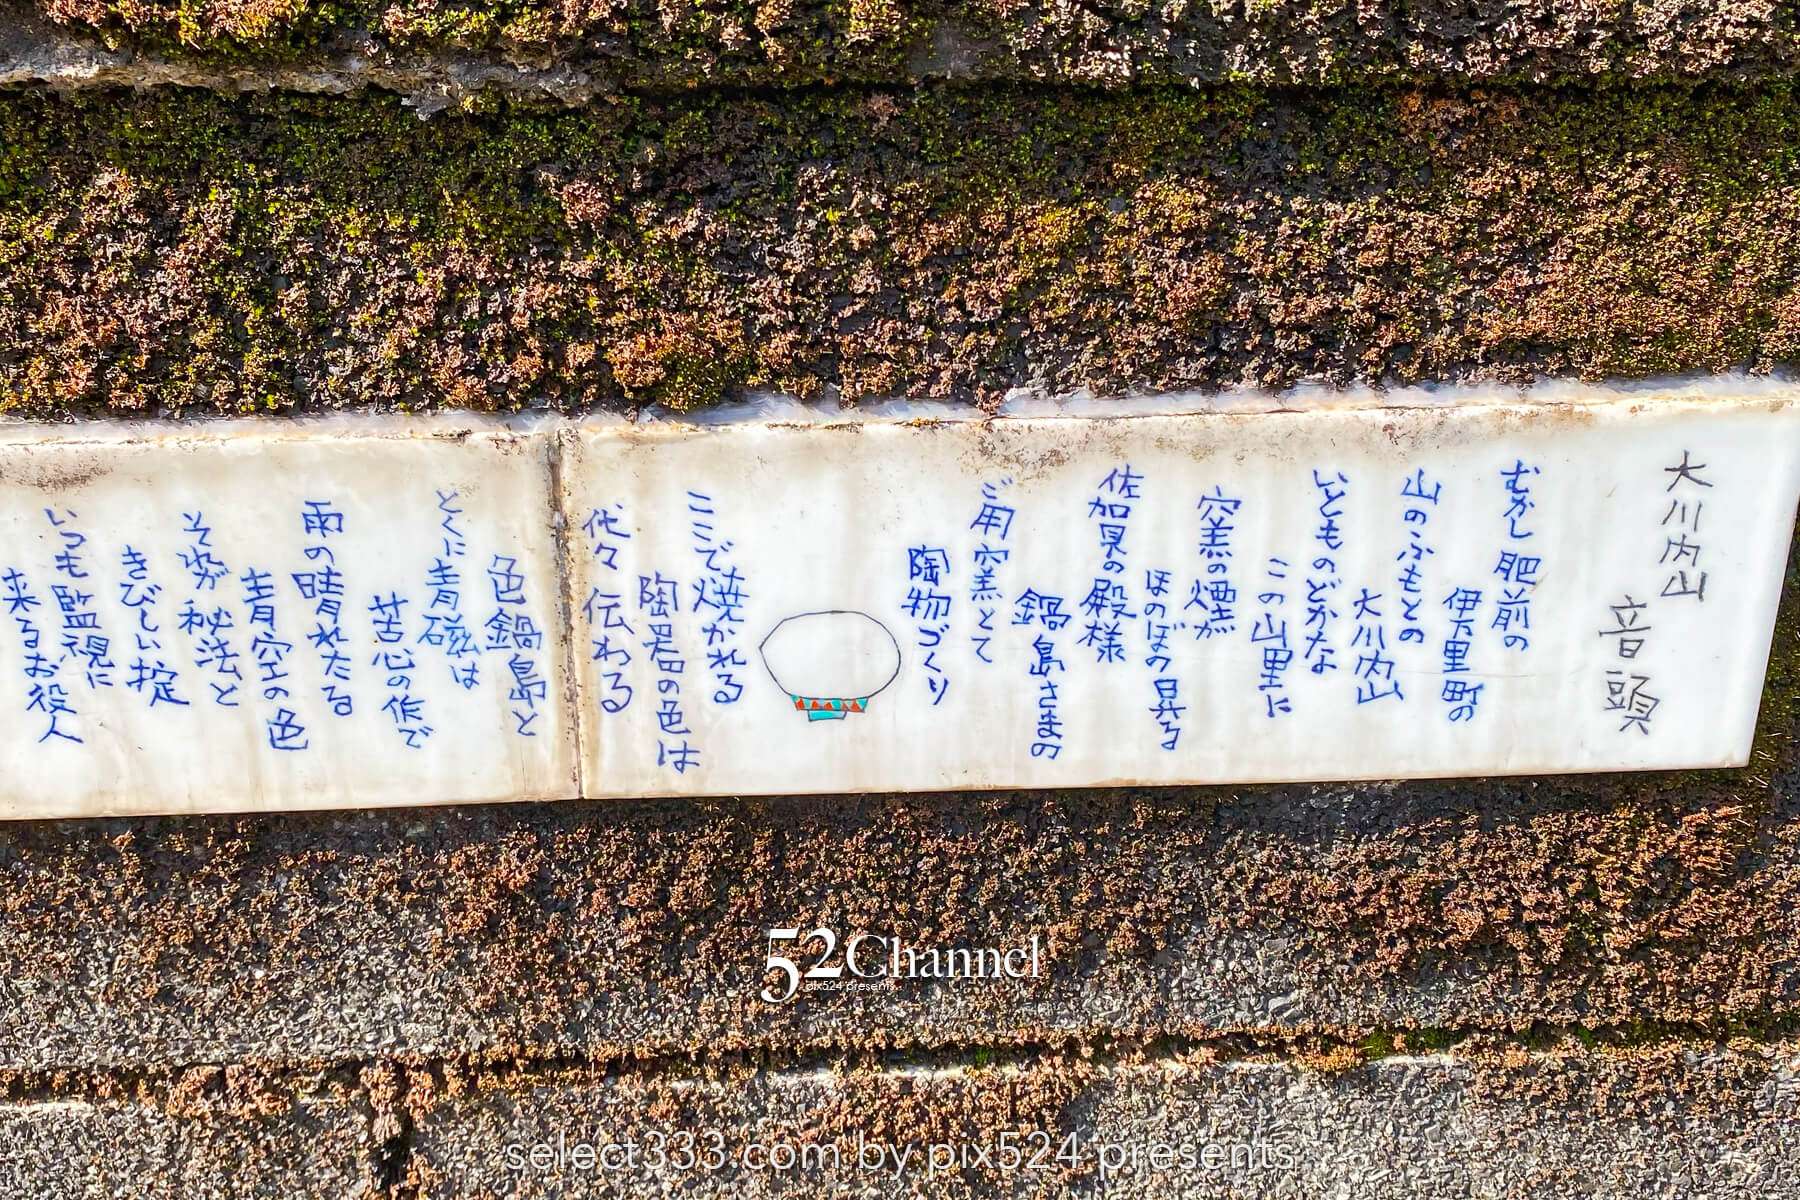 大川内山
音頭
むかし肥前の
伊万里町の
山のふもとの
大川内山
いとものどかな
この山里に
窯の煙が
ほのぼの昇る
佐加県の殿様
鍋島さまの
ご用窯とて
陶物づくり
ここで焼かれる
陶器の色は
代々伝わる
色鍋島と
とくに青磁は
苦心の作で
雨の晴れたる
青空の色
それが秘法と
きびしい掟
いつも監視に
来るお役人
52Channel
pix524 presents
select333.com by pix524 presents